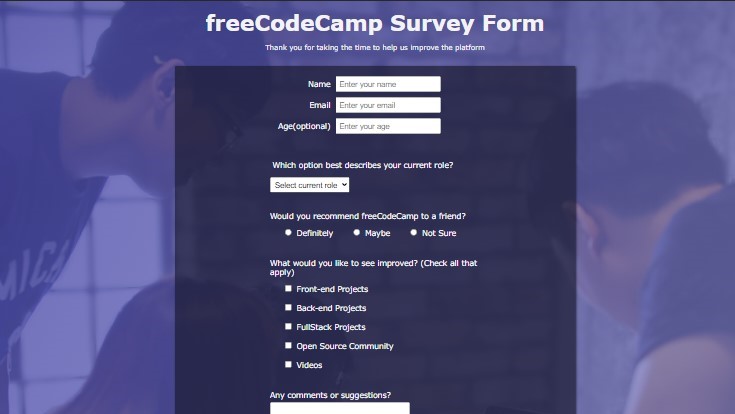 freeCodeCamp Survey Form
Thank you for taking the time to help us improve the platform
Name Enter your name
Email Enter your email
Age(optional) Enter your age
Which option best describes your current role?
Select current role
Would you recommend freeCodeCamp to a friend?
Definitely Maybe Not Sure
What would you like to see improved? (Check all that
apply)
Front-end Projects
Back-end Projects
FullStack Projects
Open Source Community
Videos
Any comments or suggestions?